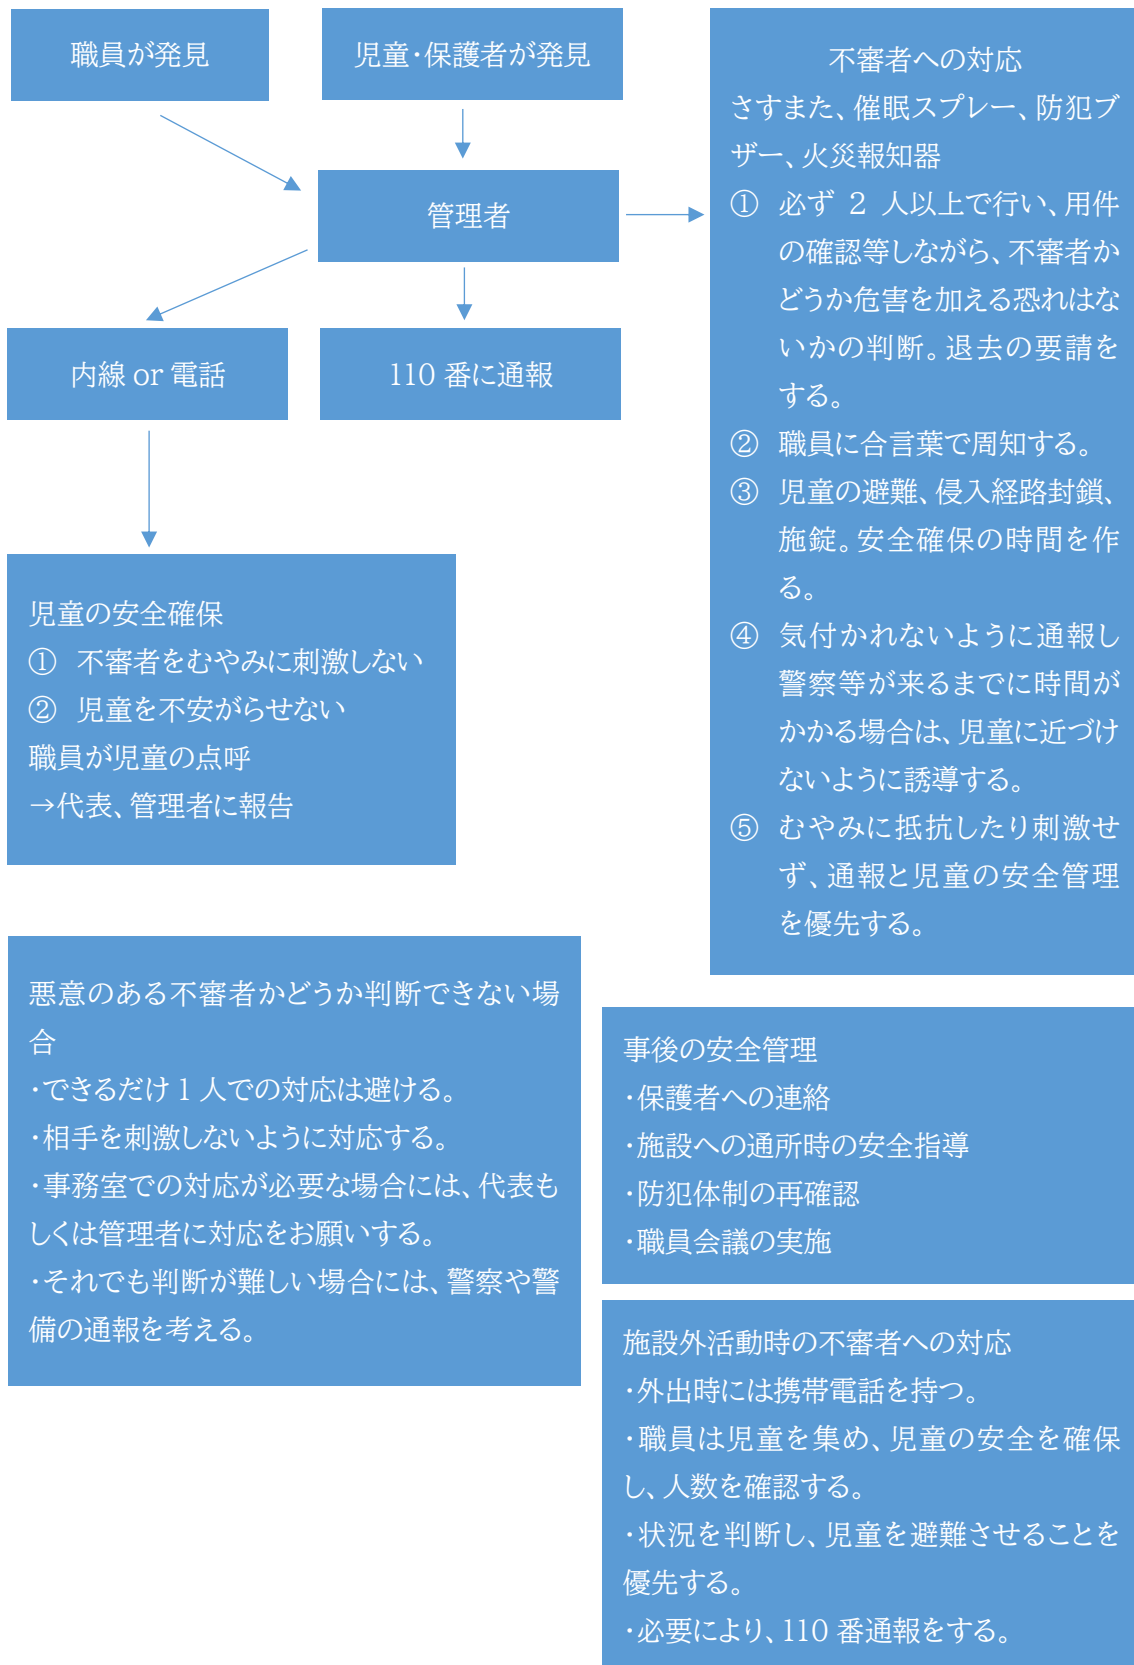 職員が発見
児童・保護者が発見
管理者
内線 or 電話
110 番に通報
児童の安全確保
① 不審者をむやみに刺激しない
② 児童を不安がらせない
職員が児童の点呼
→代表、管理者に報告
不審者への対応
さすまた、催眠スプレー、防犯ブ
ザー、火災報知器
① 必ず 2 人以上で行い、用件
の確認等しながら、不審者か
どうか危害を加える恐れはな
いかの判断。退去の要請を
する。
② 職員に合言葉で周知する。
③ 児童の避難、侵入経路封鎖、
施錠。安全確保の時間を作
る。
④ 気付かれないように通報し
警察等が来るまでに時間が
かかる場合は、児童に近づけ
ないように誘導する。
⑤ むやみに抵抗したり刺激せ
ず、通報と児童の安全管理
を優先する。
悪意のある不審者かどうか判断できない場
合
・できるだけ 1 人での対応は避ける。
・相手を刺激しないように対応する。
・事務室での対応が必要な場合には、代表も
しくは管理者に対応をお願いする。
・それでも判断が難しい場合には、警察や警
備の通報を考える。
事後の安全管理
・保護者への連絡
・施設への通所時の安全指導
・防犯体制の再確認
・職員会議の実施
施設外活動時の不審者への対応
・外出時には携帯電話を持つ。
・職員は児童を集め、児童の安全を確保
し、人数を確認する。
・状況を判断し、児童を避難させることを
優先する。
・必要により、110 番通報をする。